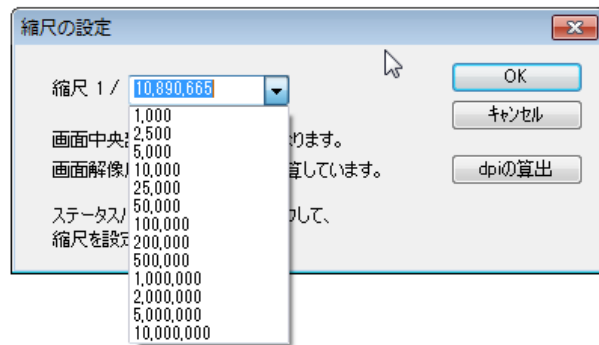 縮尺の設定
縮尺 1 / 10,890,665
OK
キャンセル
dpiの算出
1,000
2,500
5,000
10,000
25,000
50,000
100,000
200,000
500,000
1,000,000
2,000,000
5,000,000
10,000,000
画面中央 ります。
画面解像 算しています。
ステータス して、
縮尺を設定